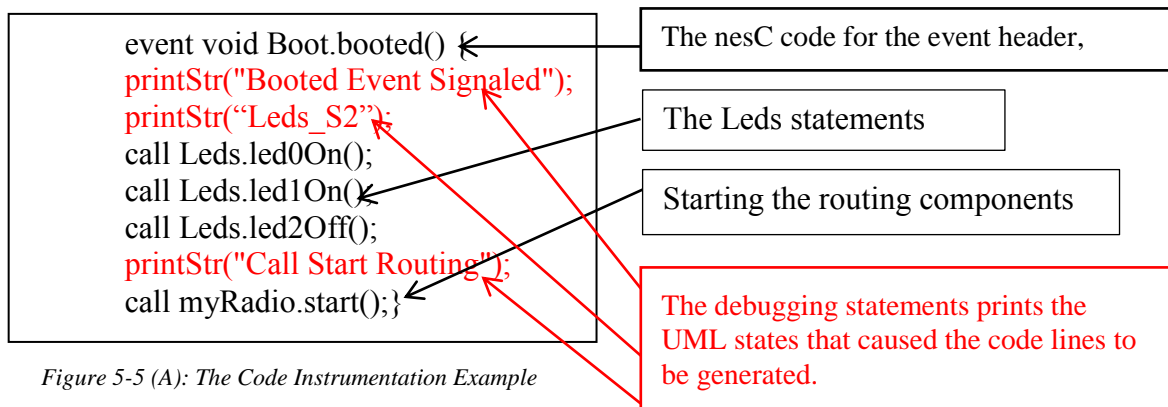 event void Boot.booted() {
The nesC code for the event header,
printStr("Booted Event Signaled");
printStr(“Leds_S2”);
call Leds.led0On();
The Leds statements
call Leds.led1On();
call Leds.led2Off();
Starting the routing components
printStr("Call Start Routing");
call myRadio.start();}
The debugging statements prints the
UML states that caused the code lines to
be generated.
Figure 5-5 (A): The Code Instrumentation Example